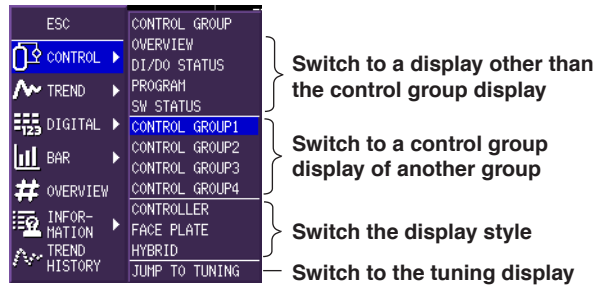 ESC
CONTROL
TREND
DIGITAL
123
BAR
OVERVIEW
INFOR-
MATION
TREND
HISTORY
CONTROL GROUP
OVERVIEW
DI/DO STATUS
PROGRAM
SW STATUS
CONTROL GROUP1
CONTROL GROUP2
CONTROL GROUP3
CONTROL GROUP4
CONTROLLER
FACE PLATE
HYBRID
JUMP TO TUNING
Switch to a display other than
the control group display
Switch to a control group
display of another group
Switch the display style
Switch to the tuning display